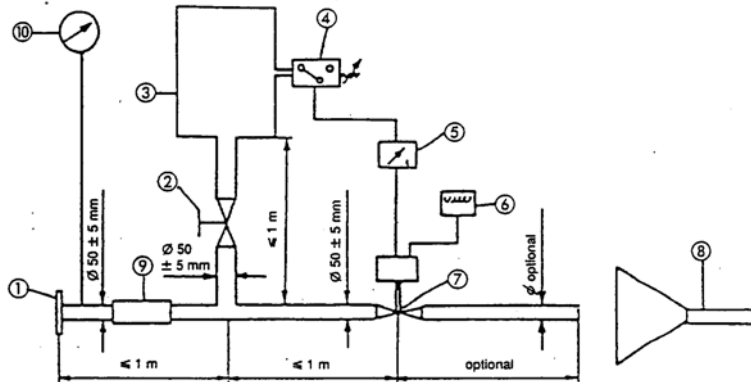 ⑩
④
③
⑤
②
≤ 1 m
⑥
Ø 50 ± 5 mm
Ø 50
± 5 mm
Ø 50 ± 5 mm
Ø optional
⑨
⑦
⑧
①
≤ 1 m
≤ 1 m
optional